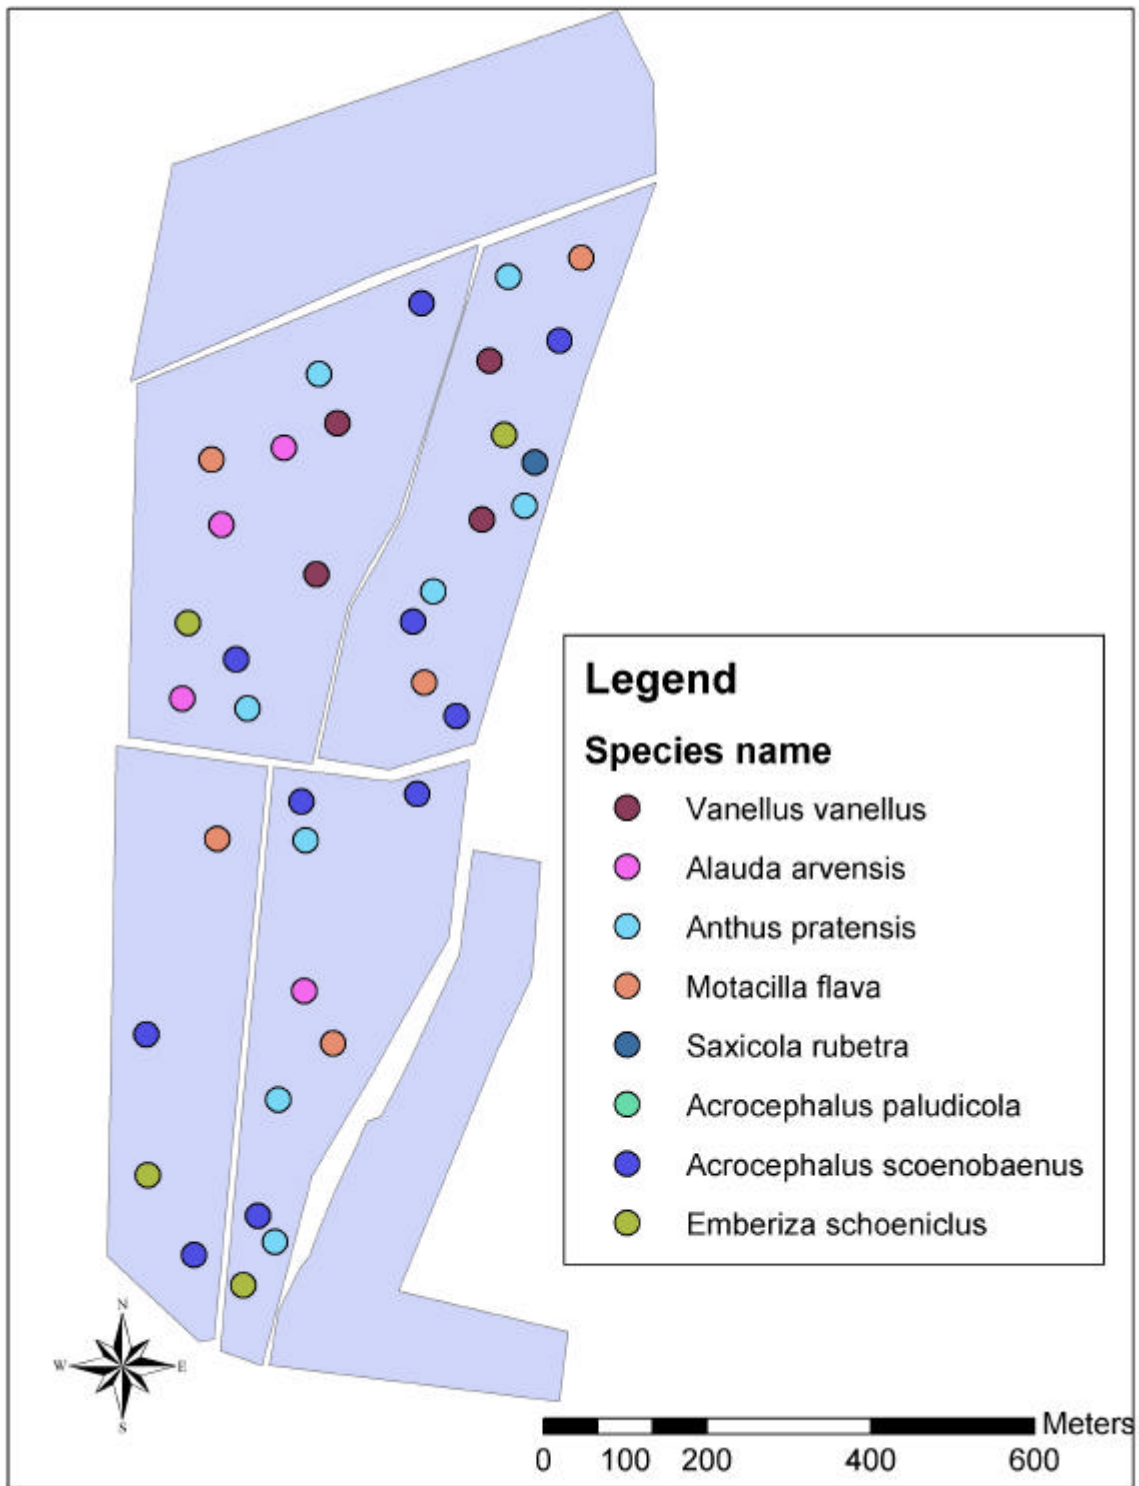 Legend
Species name
Vanellus vanellus
Alauda arvensis
Anthus pratensis
Motacilla flava
Saxicola rubetra
Acrocephalus paludicola
Acrocephalus scoenobaenus
Emberiza schoeniclus
N
W E
S
Meters
0 100 200 400 600